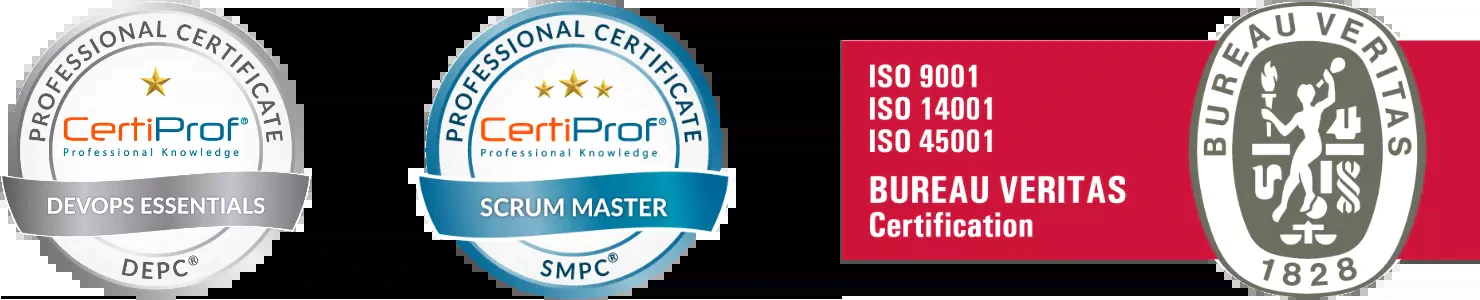 PROFESSIONAL CERTIFICATE
CertiProf®
Professional Knowledge
DEVOPS ESSENTIALS
DEPC®
PROFESSIONAL CERTIFICATE
CertiProf®
Professional Knowledge
SCRUM MASTER
SMPC®
ISO 9001
ISO 14001
ISO 45001
BUREAU VERITAS
Certification
BUREAU VERITAS
1828